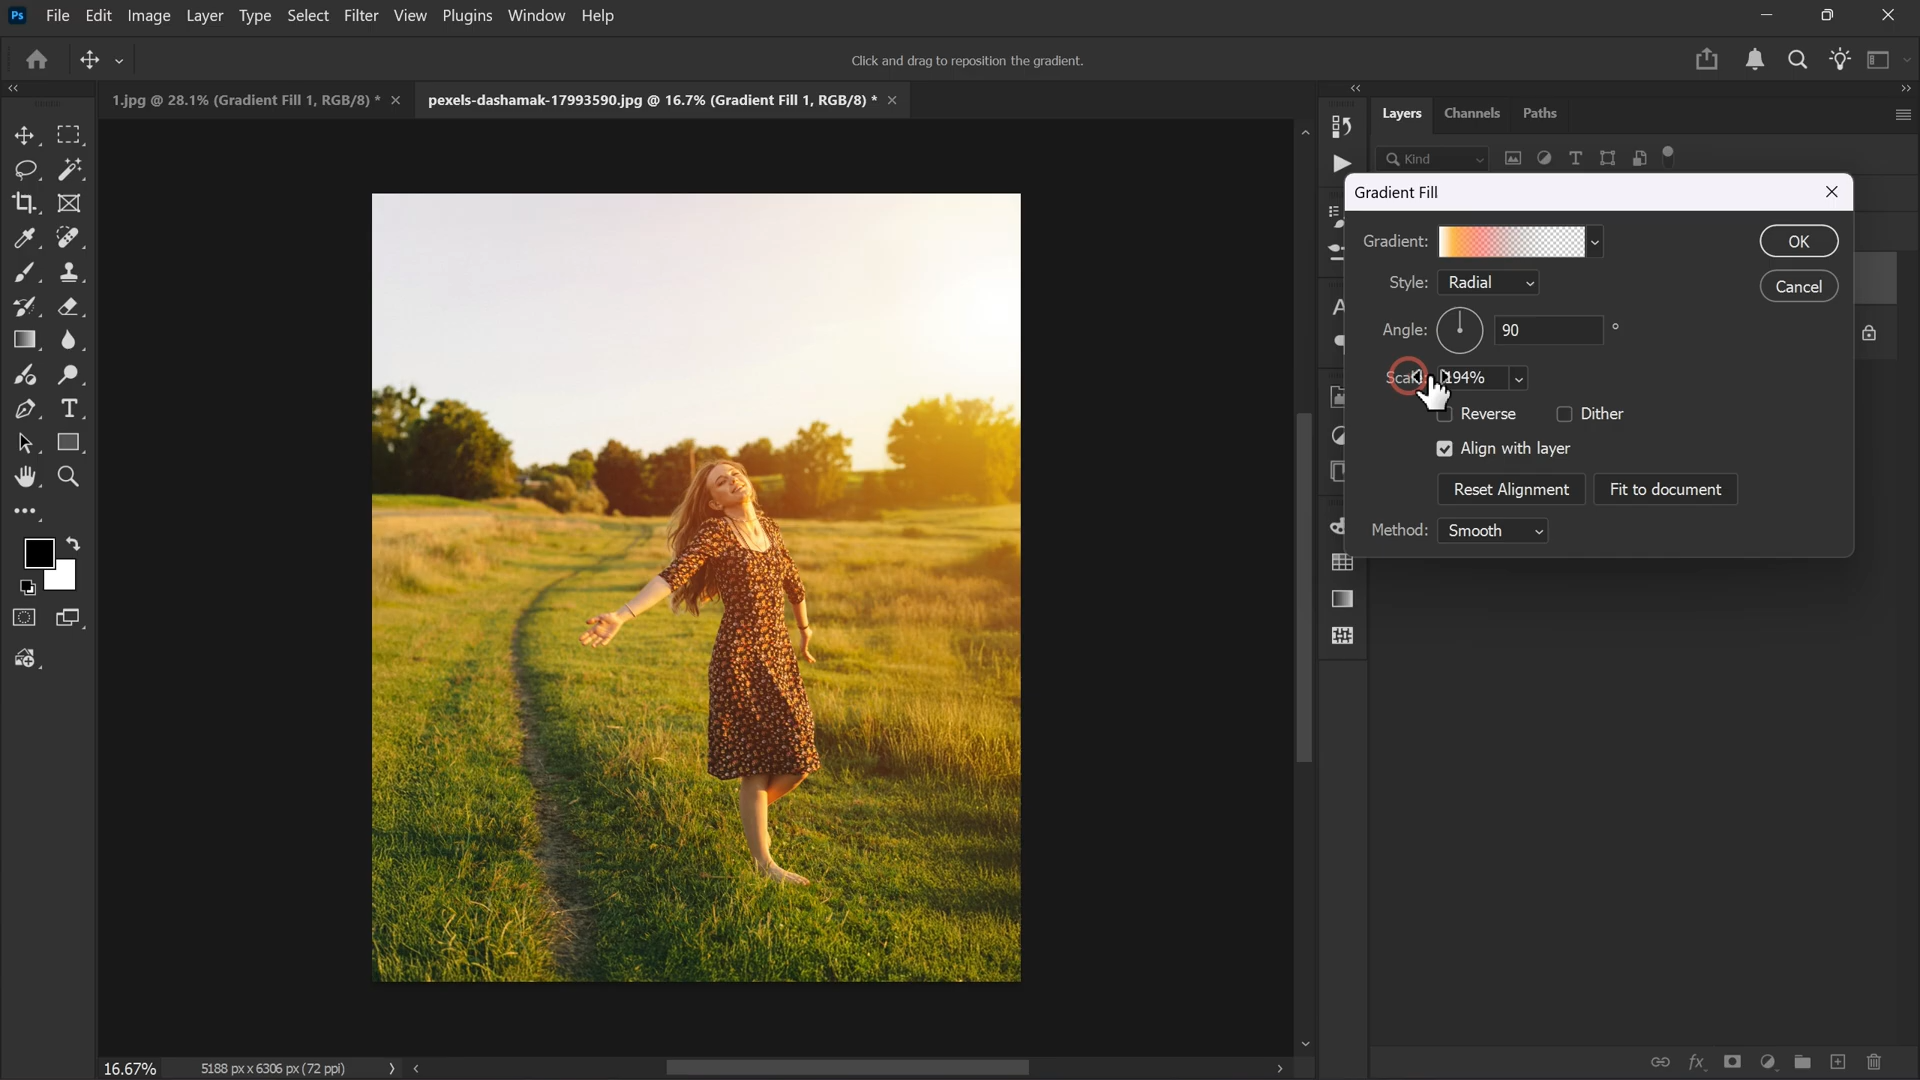 Ps File Edit Image Layer Type Select Filter View Plugins Window Help
Click and drag to reposition the gradient.
1.jpg @ 28.1% (Gradient Fill 1, RGB/8) * pexels-dashamak-17993590.jpg @ 16.7% (Gradient Fill 1, RGB/8) *
Layers Channels Paths
Kind
Gradient Fill
Gradient: OK
Style: Radial
Cancel
Angle: 90 °
194%
Reverse Dither
Align with layer
Reset Alignment Fit to document
Method: Smooth
16.67% 5188 px x 6306 px (72 ppi)